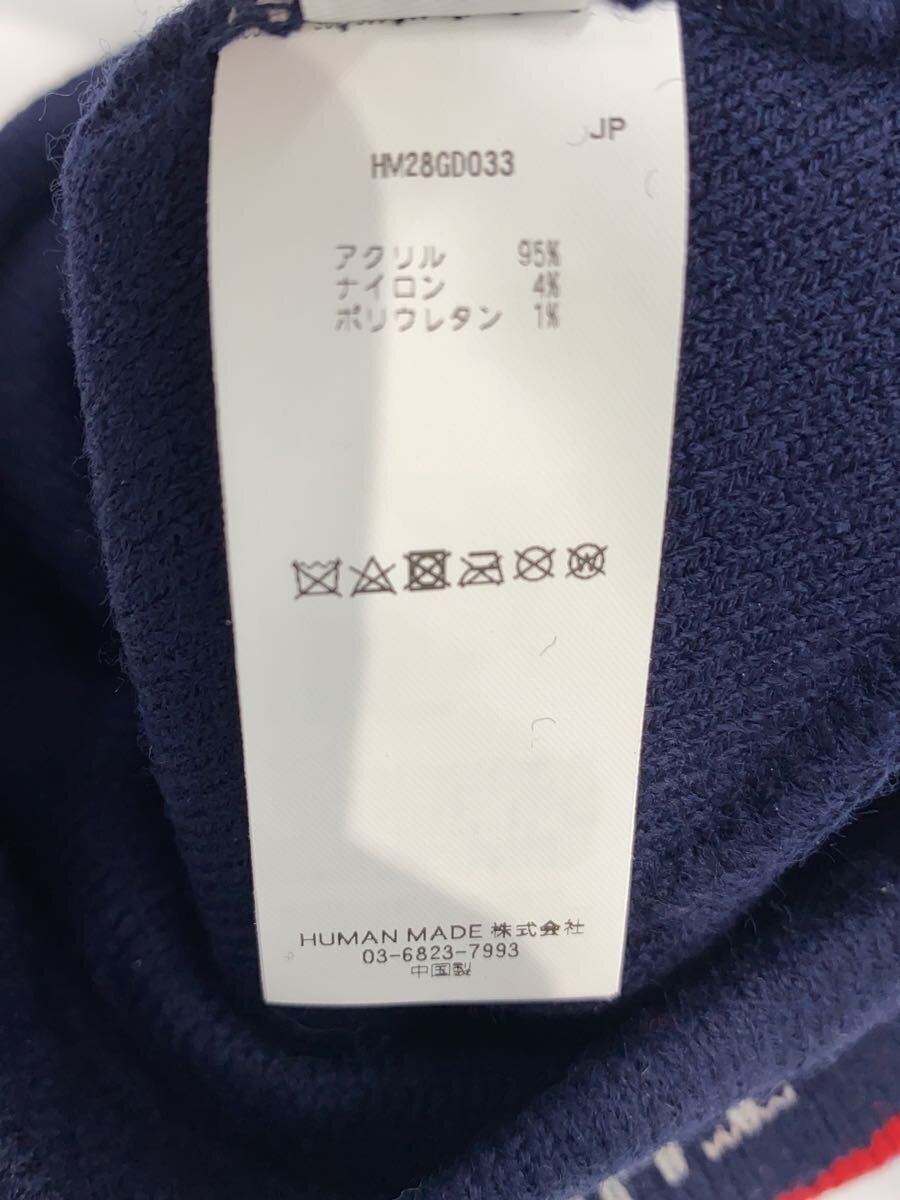 JP
HM28GD033
アクリル 95%
ナイロン 4%
ポリウレタン 1%
W
HUMAN MADE 株式会社
03-6823-7993
中国製